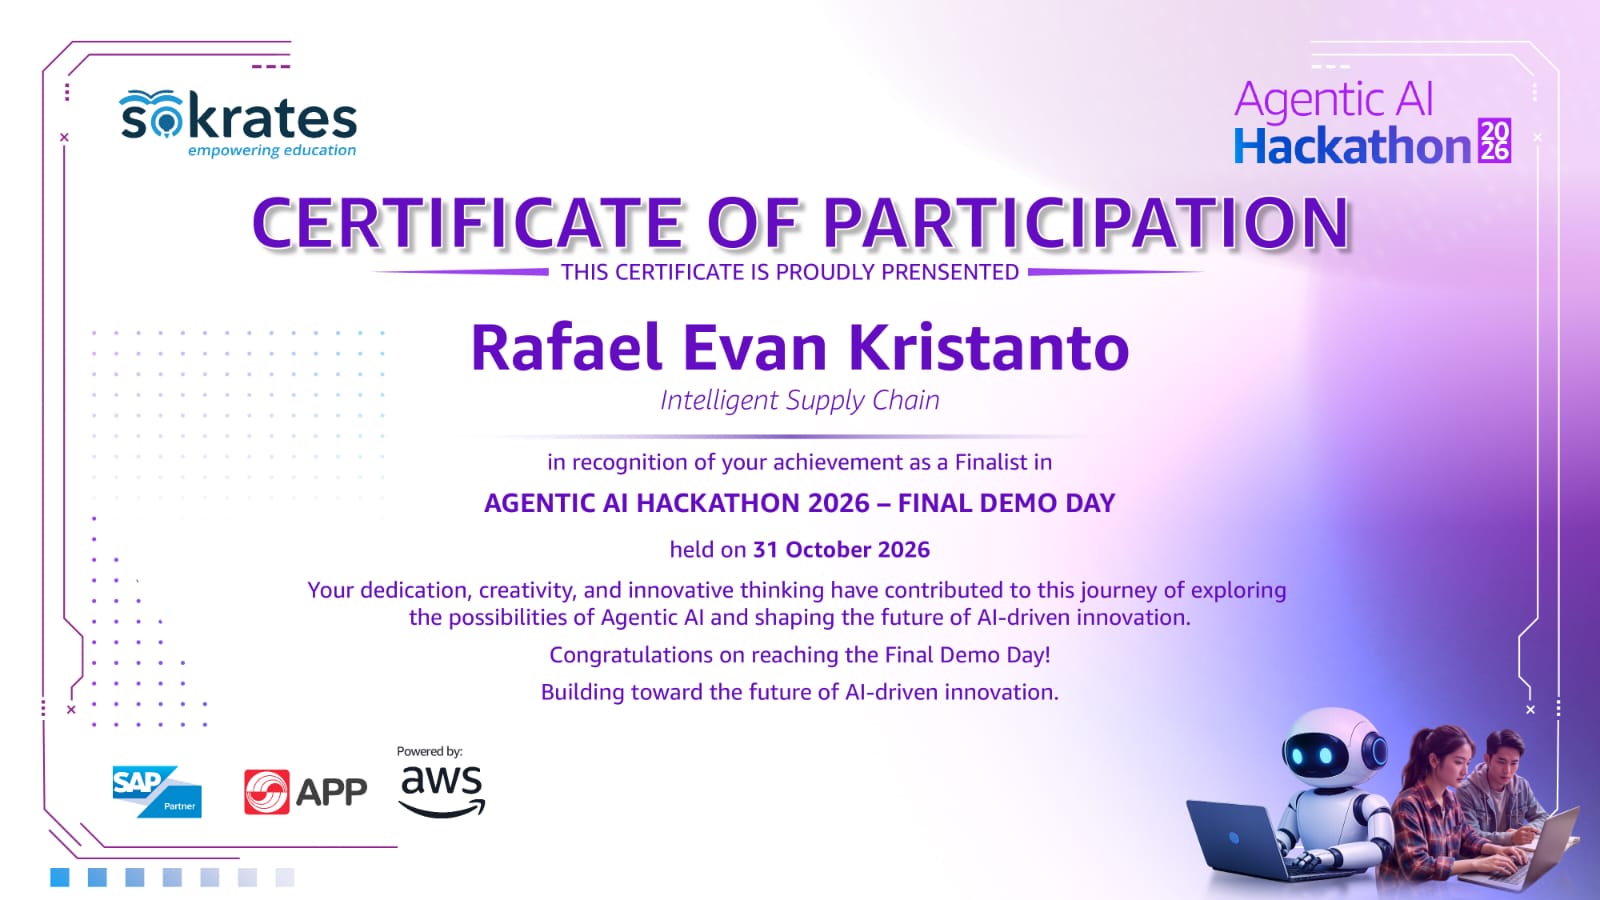 sokrates
empowering education
Agentic AI
Hackathon 2026
CERTIFICATE OF PARTICIPATION
THIS CERTIFICATE IS PROUDLY PRENSENTED
Rafael Evan Kristanto
Intelligent Supply Chain
in recognition of your achievement as a Finalist in
AGENTIC AI HACKATHON 2026 – FINAL DEMO DAY
held on 31 October 2026
Your dedication, creativity, and innovative thinking have contributed to this journey of exploring
the possibilities of Agentic AI and shaping the future of AI-driven innovation.
Congratulations on reaching the Final Demo Day!
Building toward the future of AI-driven innovation.
SAP
Partner
APP
Powered by:
aws